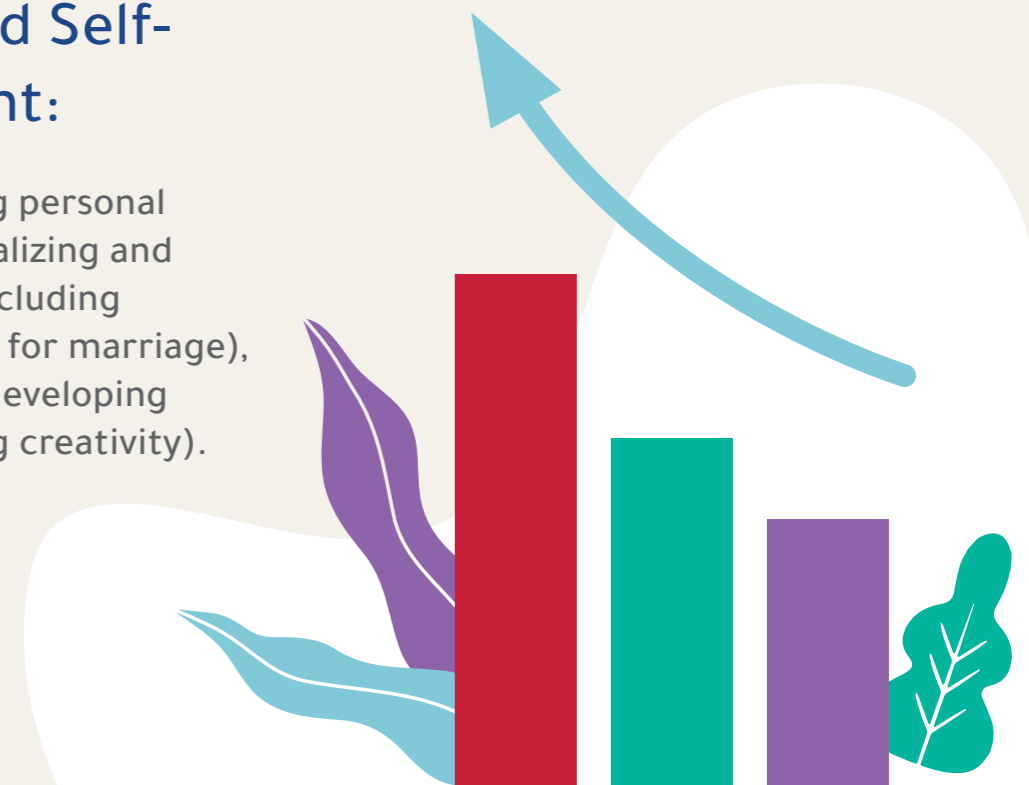 d Self-
nt:
g personal
alizing and
cluding
for marriage),
eveloping
g creativity).